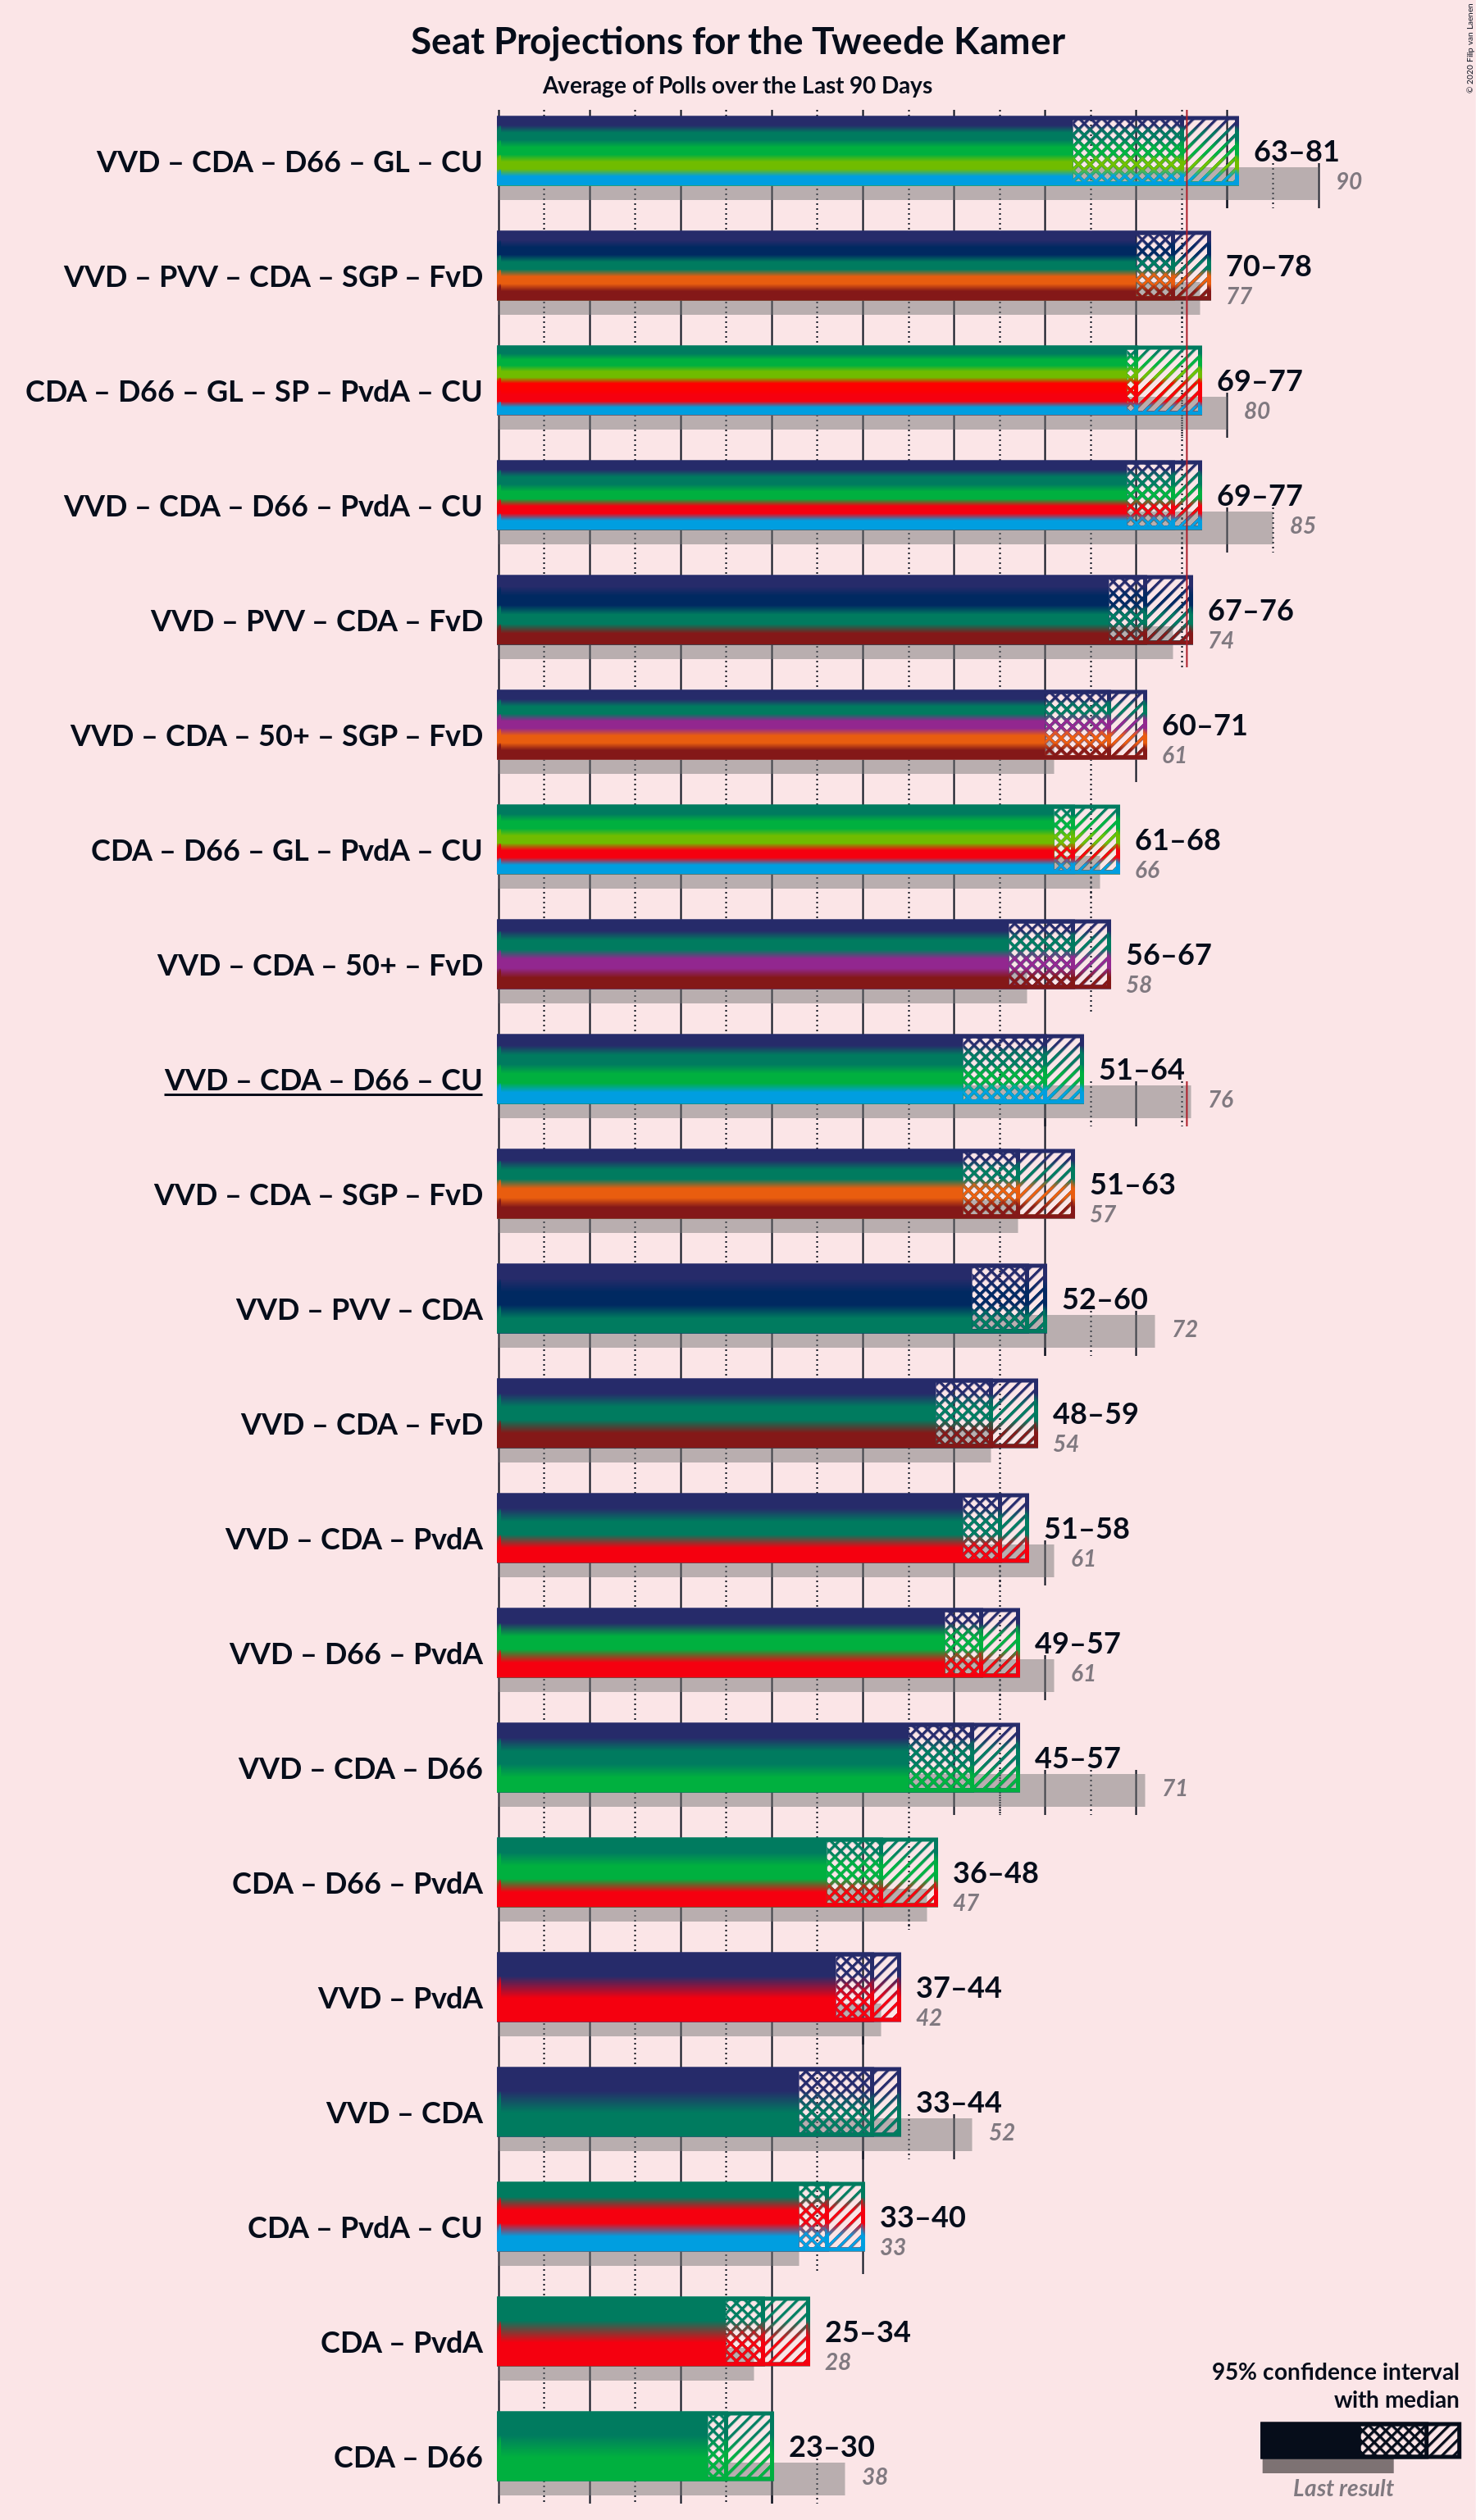 Seat Projections for the Tweede Kamer
Average of Polls over the Last 90 Days
© 2020 Filip van Laenen
VVD – CDA – D66 – GL – CU
63–81
90
VVD – PVV – CDA – SGP – FvD
70–78
77
CDA – D66 – GL – SP – PvdA – CU
69–77
80
VVD – CDA – D66 – PvdA – CU
69–77
85
VVD – PVV – CDA – FvD
67–76
74
VVD – CDA – 50+ – SGP – FvD
60–71
61
CDA – D66 – GL – PvdA – CU
61–68
66
VVD – CDA – 50+ – FvD
56–67
58
VVD – CDA – D66 – CU
51–64
76
VVD – CDA – SGP – FvD
51–63
57
VVD – PVV – CDA
52–60
72
VVD – CDA – FvD
48–59
54
VVD – CDA – PvdA
51–58
61
VVD – D66 – PvdA
49–57
61
VVD – CDA – D66
45–57
71
CDA – D66 – PvdA
36–48
47
VVD – PvdA
37–44
42
VVD – CDA
33–44
52
CDA – PvdA – CU
33–40
33
CDA – PvdA
25–34
28
CDA – D66
23–30
38
95% confidence interval
with median
Last result